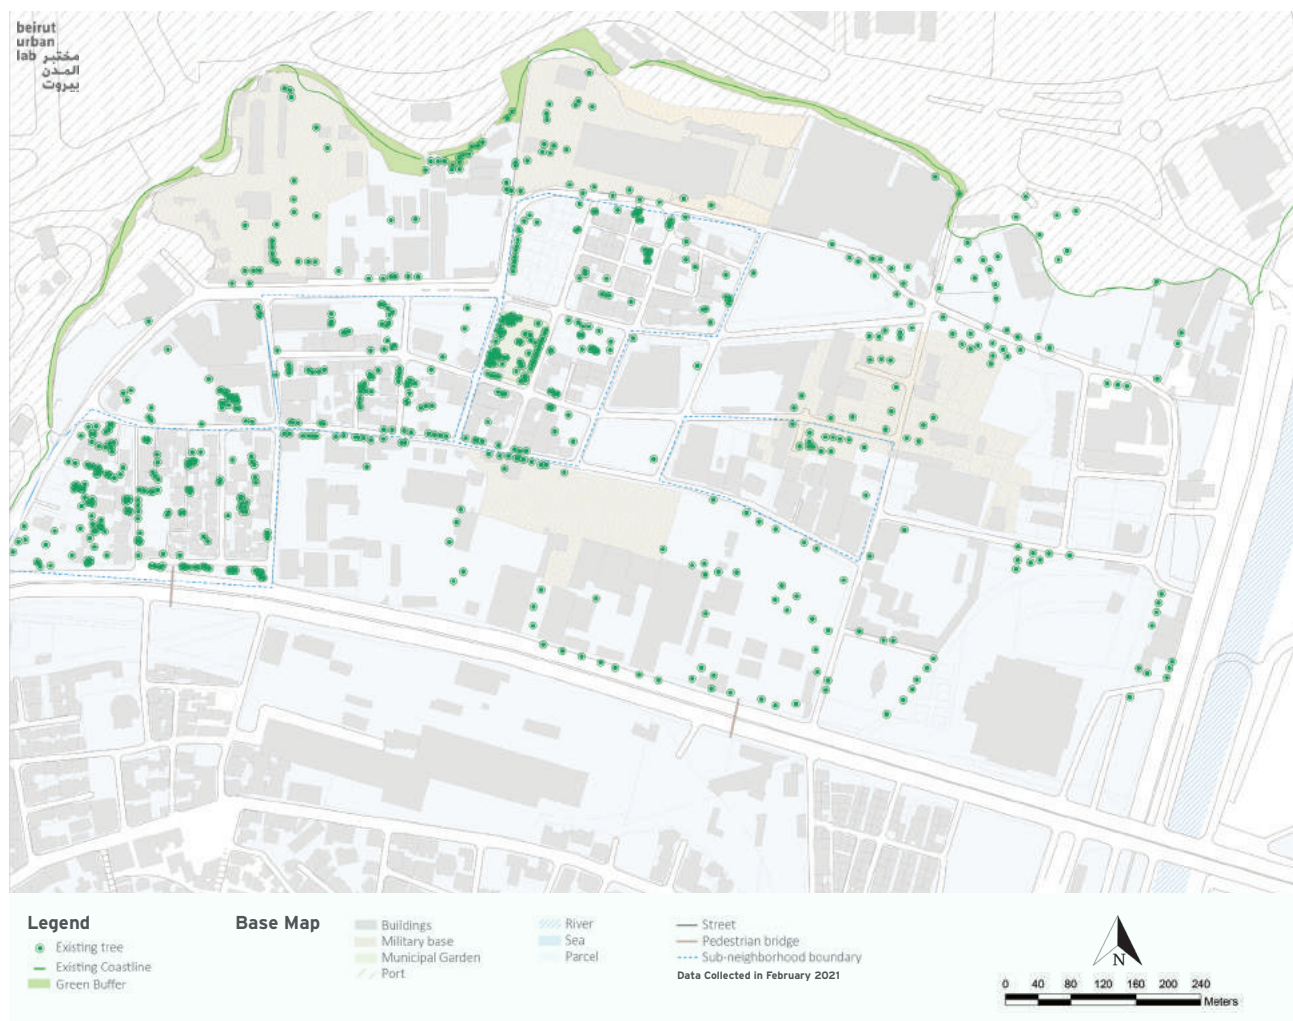 beirut
urban
lab مختبر
المدن
بيروت
Legend
Existing tree
Existing Coastline
Green Buffer
Base Map
Buildings
Military base
Municipal Garden
Port
River
Sea
Parcel
Street
Pedestrian bridge
Sub-neighborhood boundary
Data Collected in February 2021
N
0 40 80 120 160 200 240
Meters